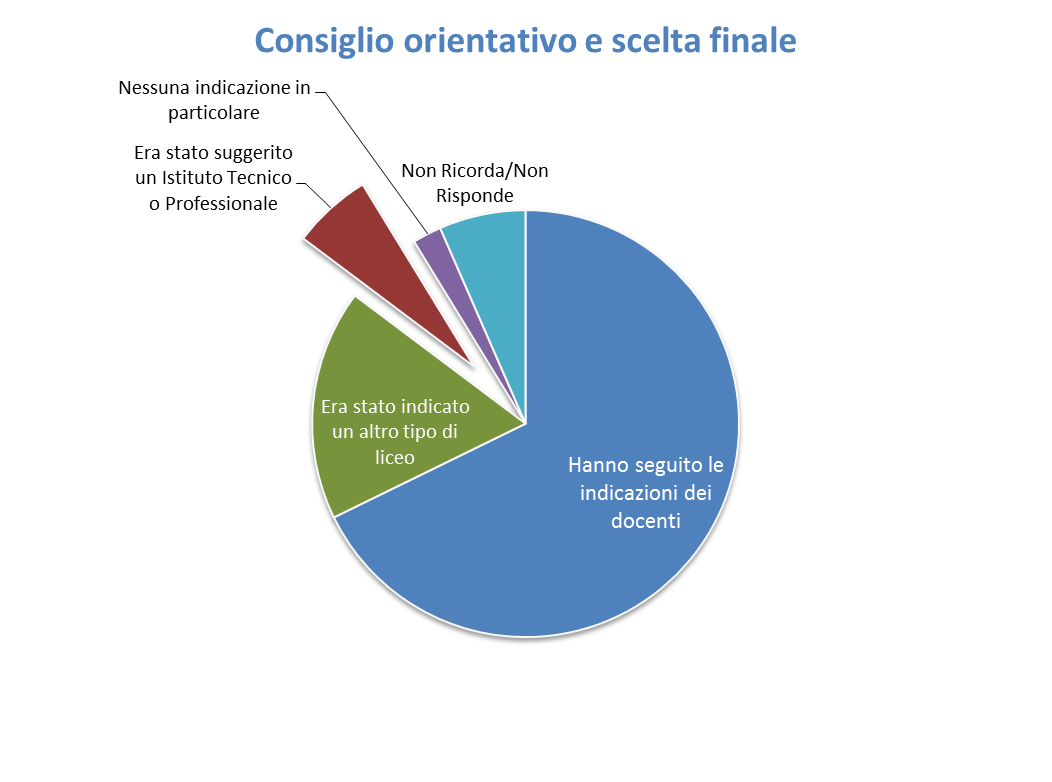 Consiglio orientativo e scelta finale
Nessuna indicazione in
particolare
Era stato suggerito
un Istituto Tecnico
o Professionale
Non Ricorda/Non
Risponde
Era stato indicato
un altro tipo di
liceo
Hanno seguito le
indicazioni dei
docenti